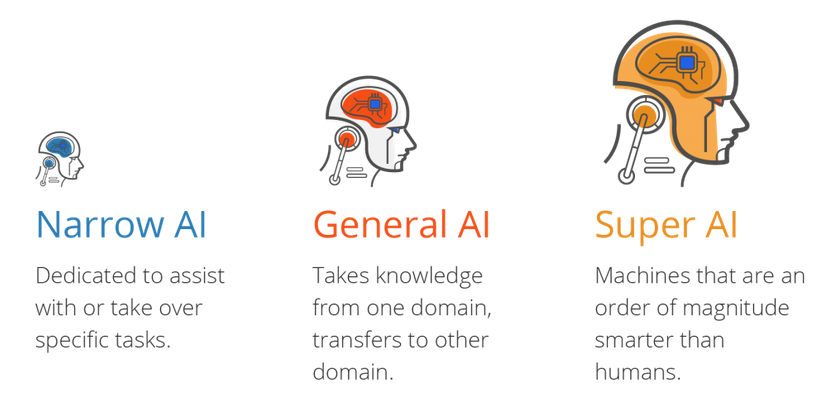 Narrow AI
Dedicated to assist
with or take over
specific tasks.
General AI
Takes knowledge
from one domain,
transfers to other
domain.
Super AI
Machines that are an
order of magnitude
smarter than
humans.